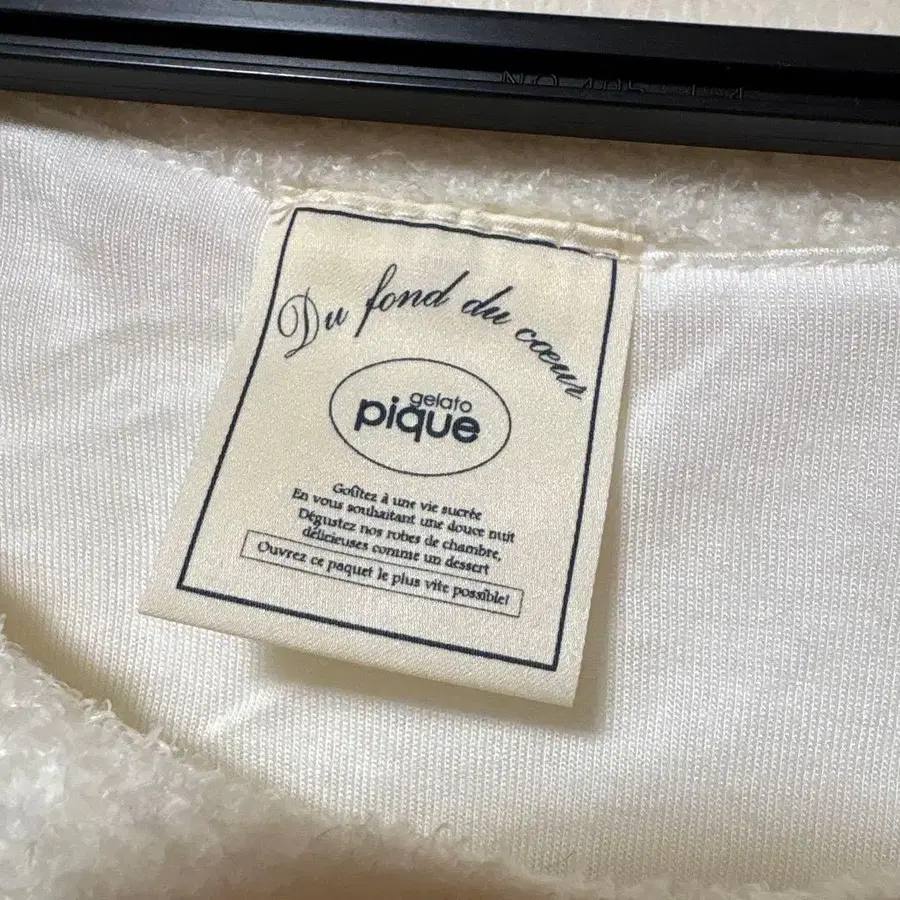 Du fond du cœur
gelato
pique
Goûtez à une vie sucrée
En vous souhaitant une douce nuit
Dégustez nos robes de chambre,
délicieuses comme un dessert
Ouvrez ce paquet le plus vite possible!